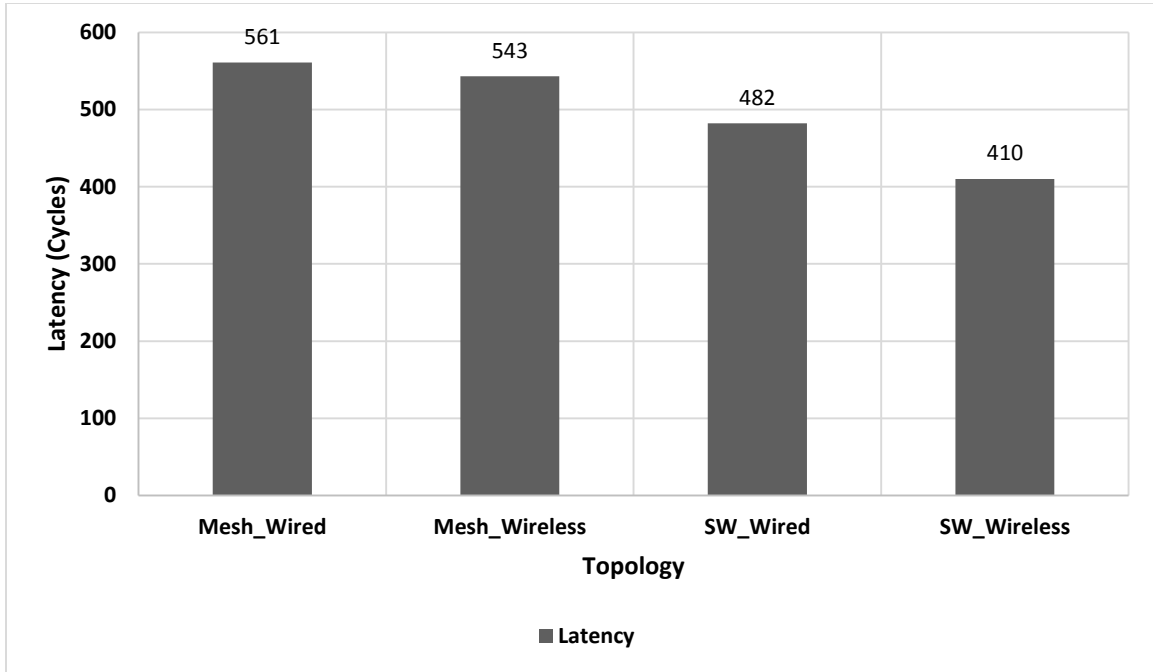 600
500
400
300
200
100
0
Latency (Cycles)
561
543
482
410
Mesh_Wired
Mesh_Wireless
SW_Wired
SW_Wireless
Topology
Latency